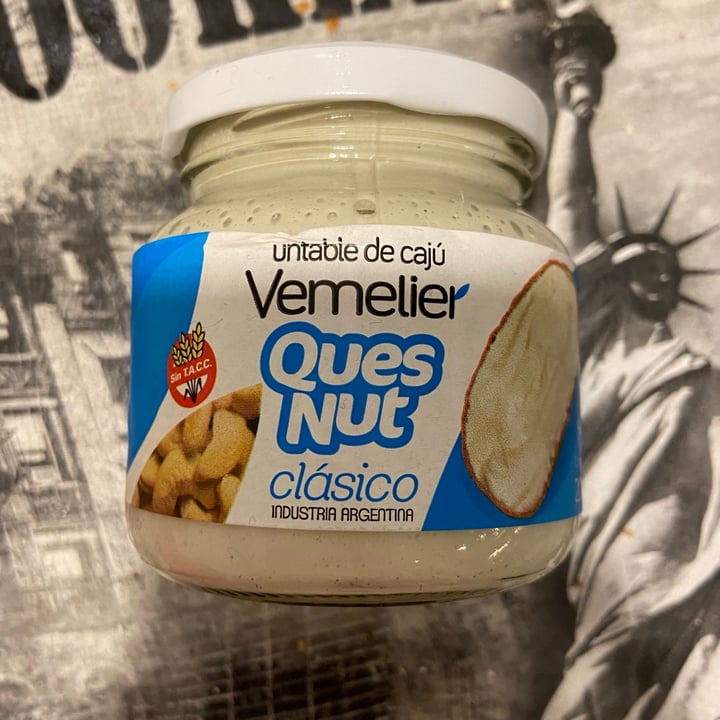 untable de cajú
Vemelier
Sin T.A.C.C.
Ques
Nut
clásico
INDUSTRIA ARGENTINA